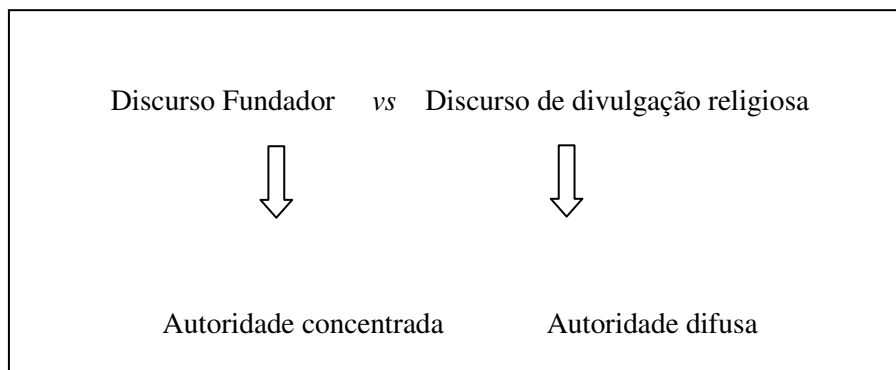 Discurso Fundador vs Discurso de divulgação religiosa
Autoridade concentrada Autoridade difusa